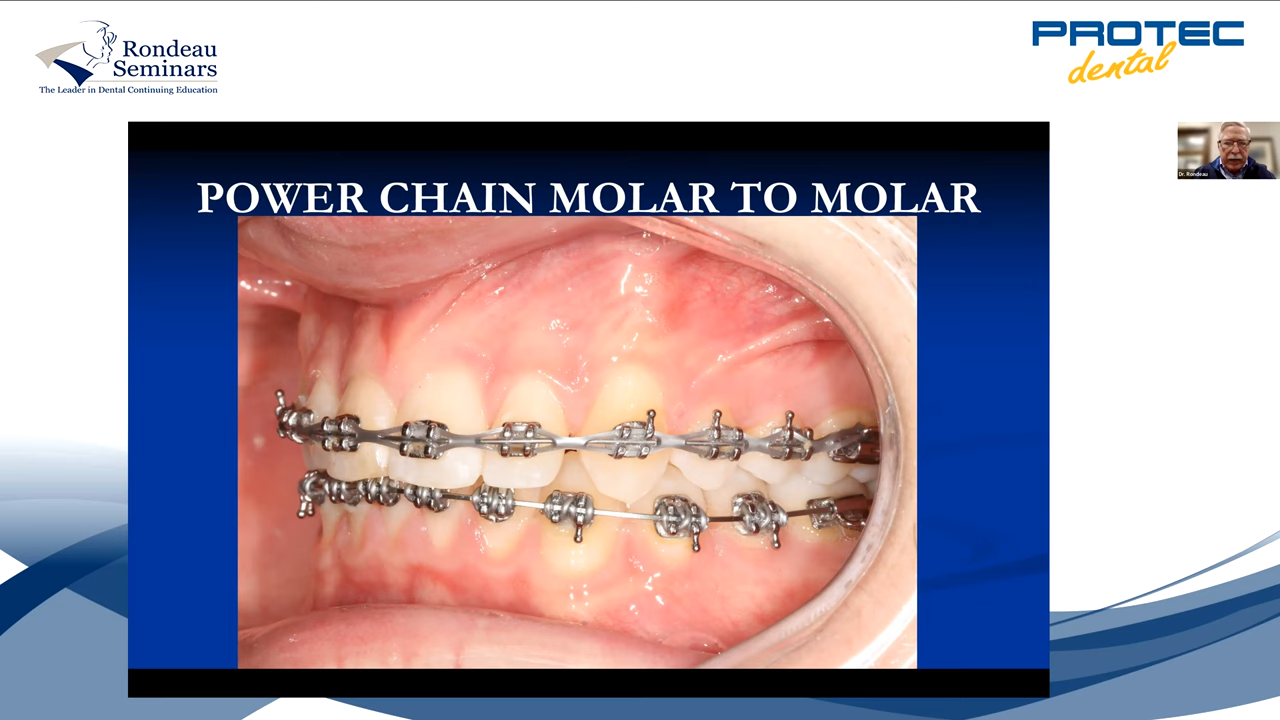 Rondeau
Seminars
The Leader in Dental Continuing Education
PROTEC
dental
POWER CHAIN MOLAR TO MOLAR
Dr. Rondeau